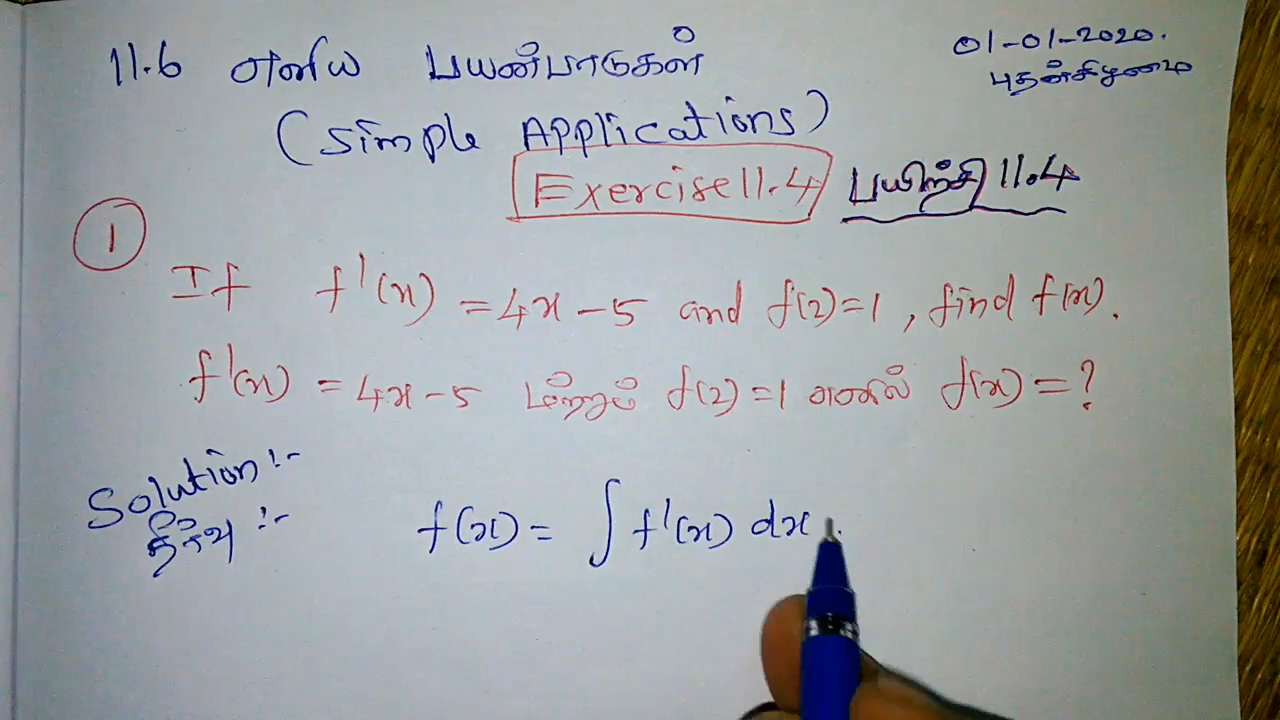 11.6 எளிய பயன்பாடுகள்
01-01-2020.
புதன்கிழமை
(Simple Applications)
Exercise 11.4 பயிற்சி 11.4
1
If f'(x) = 4x - 5 and f(2) = 1, find f(x).
f'(x) = 4x - 5 மற்றும் f(2) = 1 எனில் f(x) = ?
Solution :-
தீர்வு :-
f(x) = ∫ f'(x) dx.